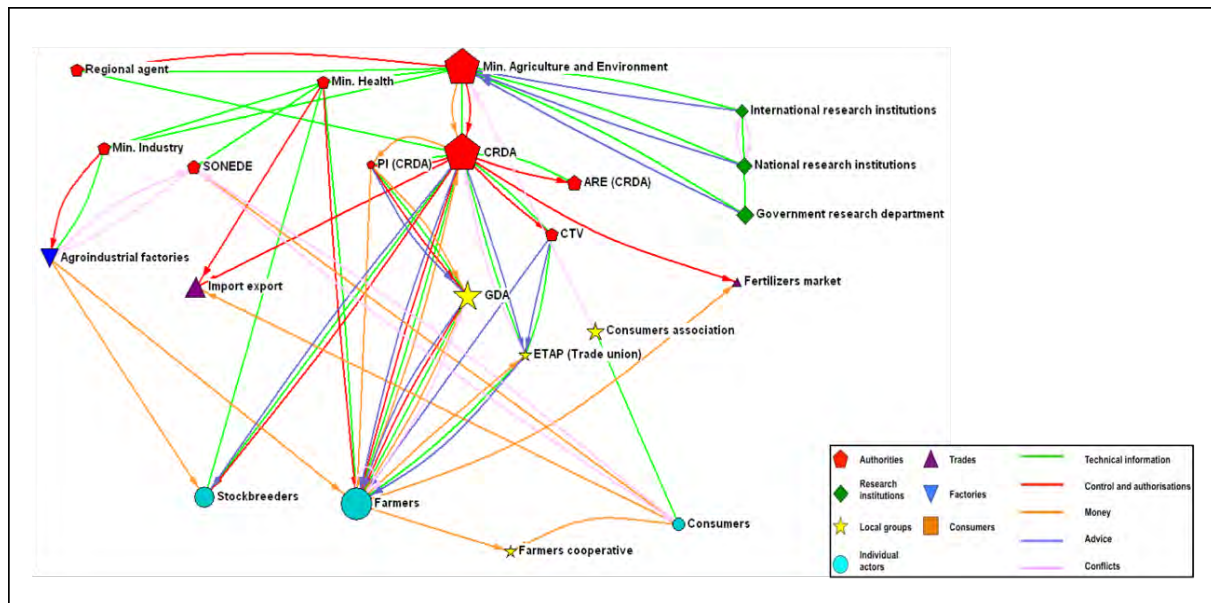 Regional agent
Min. Agriculture and Environment
Min. Health
International research institutions
Min. Industry
SONEDE
PI (CRDA)
CRDA
National research institutions
ARE (CRDA)
Government research department
CTV
Agroindustrial factories
Import export
GDA
Fertilizers market
Consumers association
ETAP (Trade union)
Stockbreeders
Farmers
Consumers
Farmers cooperative
Authorities
Trades
Technical information
Research
institutions
Factories
Control and authorisations
Money
Local groups
Consumers
Advice
Individual
actors
Conflicts